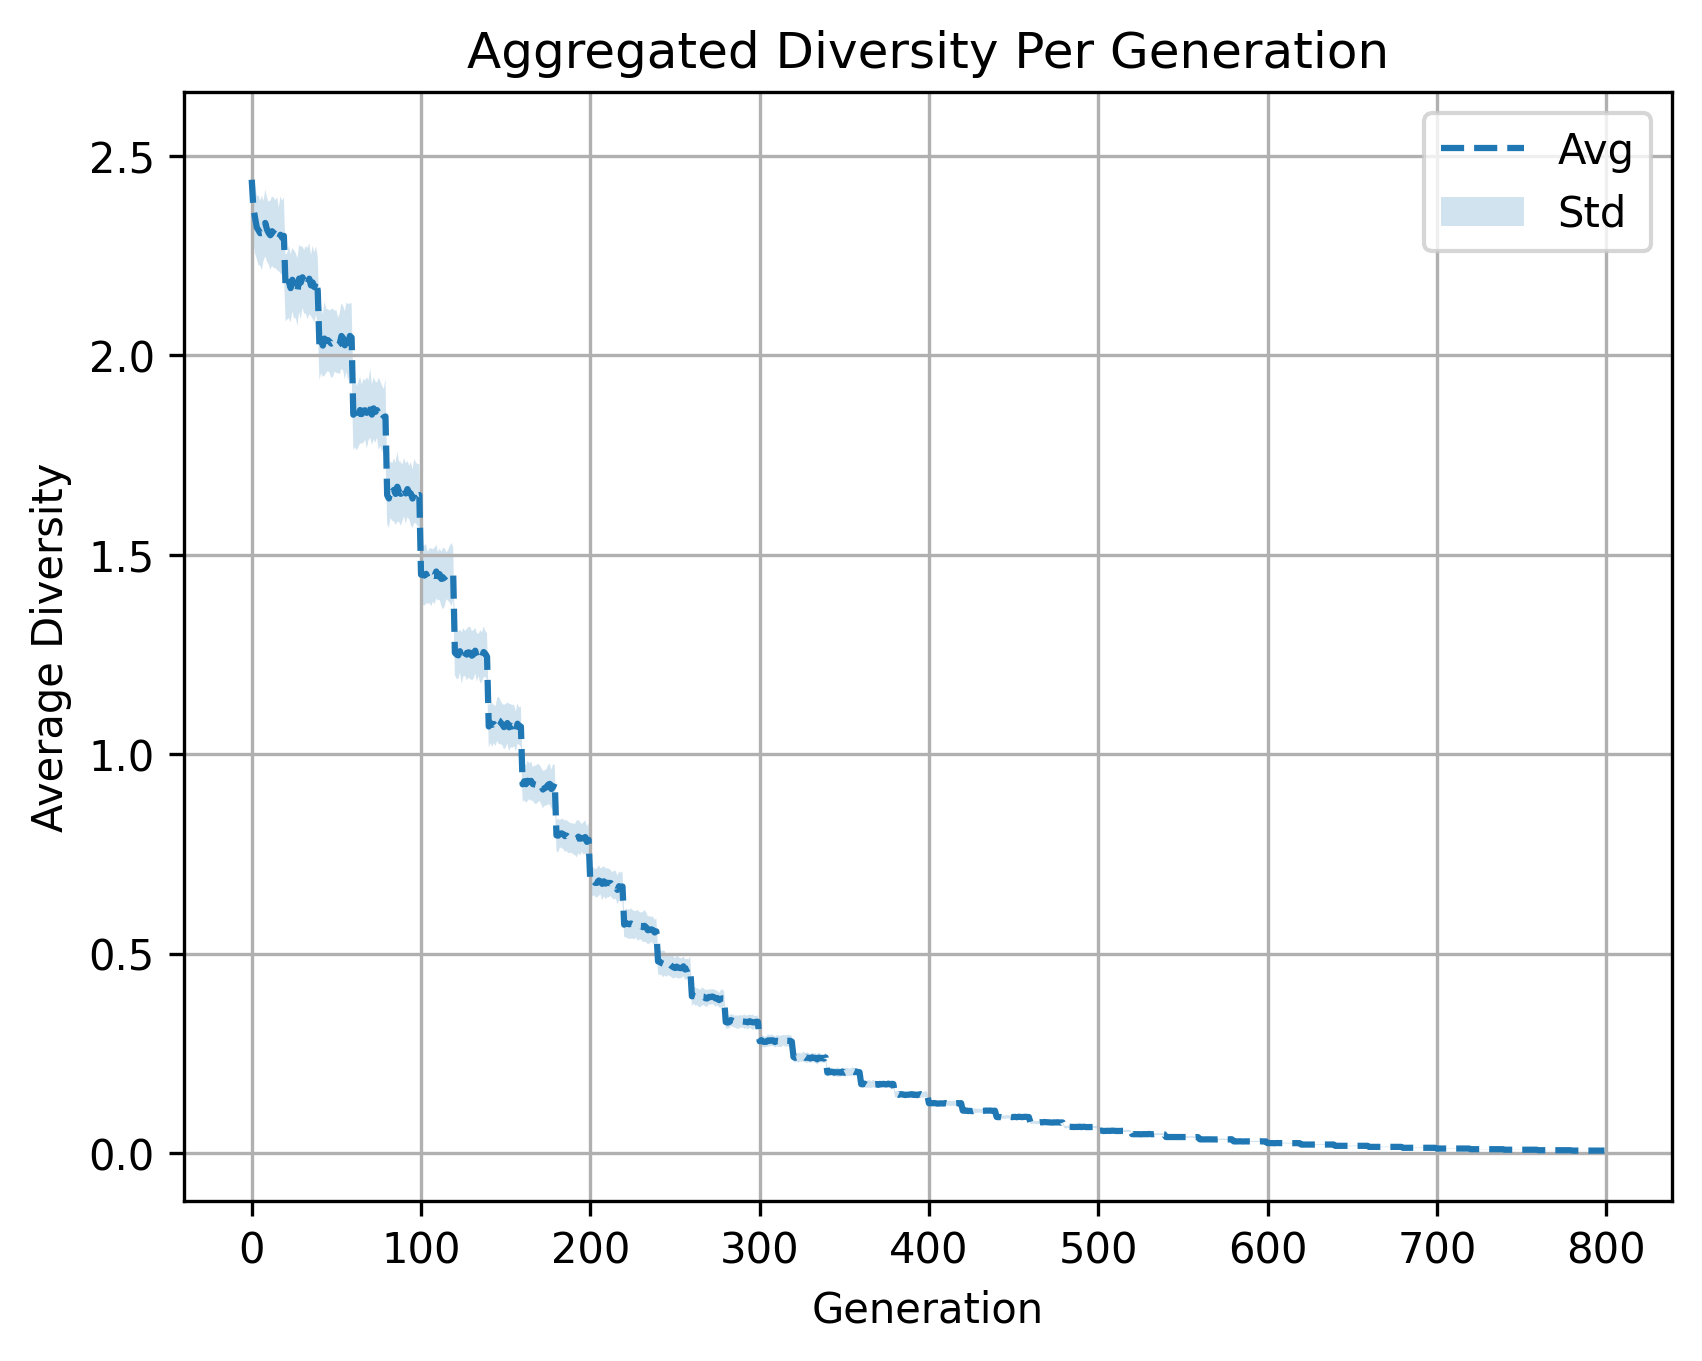 Aggregated Diversity Per Generation
Avg
Std
Average Diversity
2.5
2.0
1.5
1.0
0.5
0.0
0 100 200 300 400 500 600 700 800
Generation